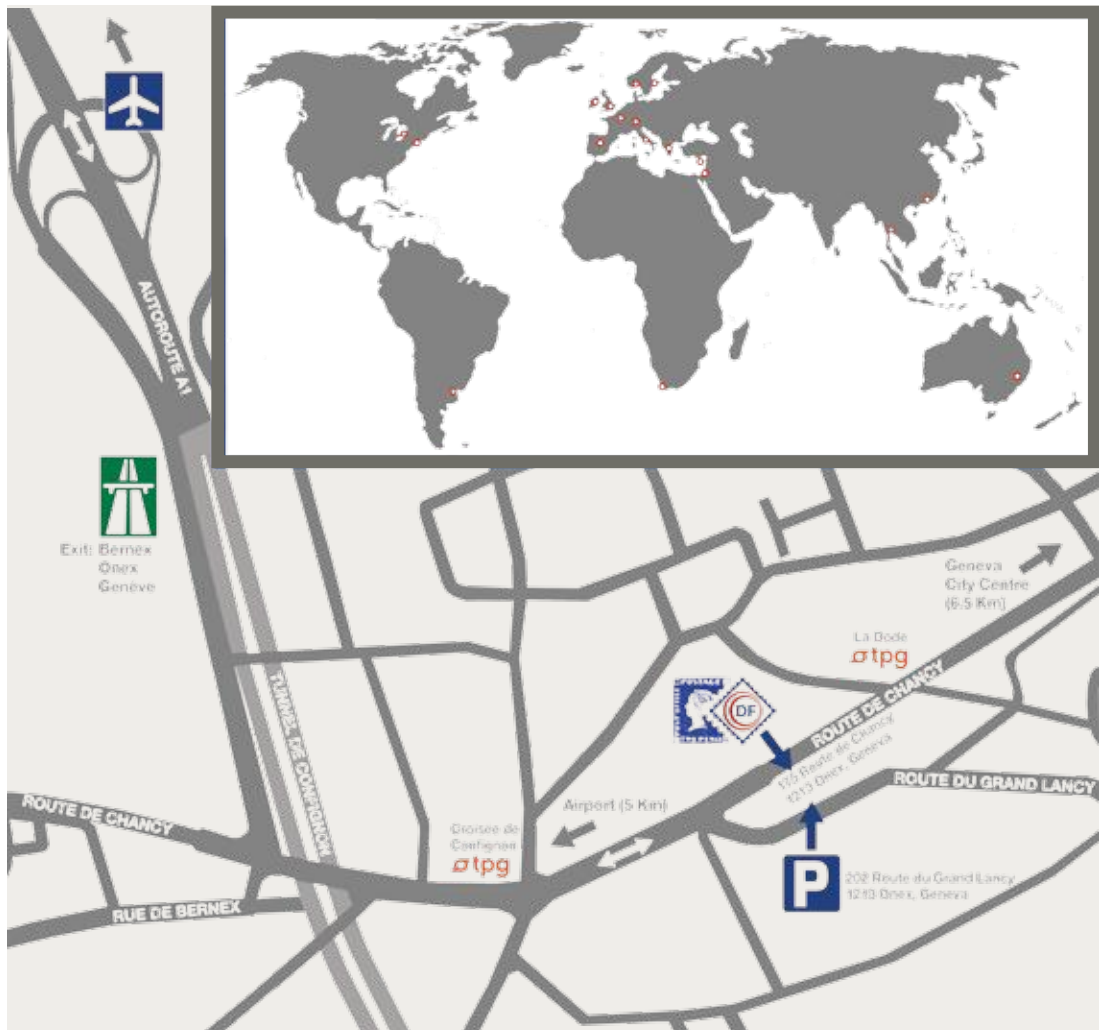 AUTOROUTE A1
Exit: Bernex
Onex
Genève
Geneva
City Centre
(6.5 Km)
tpg
ROUTE DE CHANCY
POSTAGE
DF
175 Route de Chancy
1213 Onex, Geneva
ROUTE DU GRAND LANCY
TUNNEL DE CONFIGNON
Airport (5 Km)
ROUTE DE CHANCY
Croisée de
Confignon
tpg
P
202 Route du Grand Lancy
1213 Onex, Geneva
RUE DE BERNEX